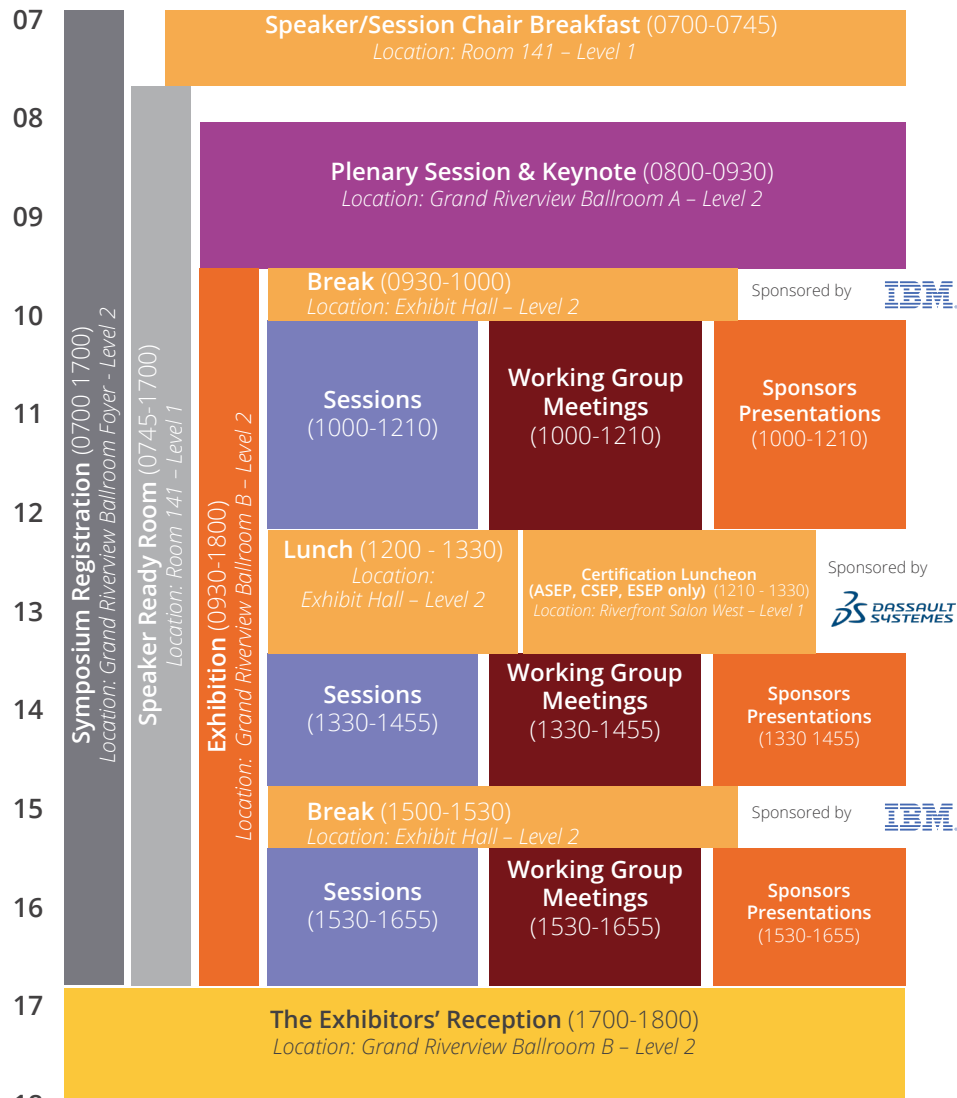 07
Speaker/Session Chair Breakfast (0700-0745)
Location: Room 141 – Level 1
08
Plenary Session & Keynote (0800-0930)
Location: Grand Riverview Ballroom A – Level 2
09
Break (0930-1000)
Location: Exhibit Hall – Level 2
Sponsored by
IBM
10
Symposium Registration (0700 1700)
Location: Grand Riverview Ballroom Foyer - Level 2
Speaker Ready Room (0745-1700)
Location: Room 141 – Level 1
Exhibition (0930-1800)
Location: Grand Riverview Ballroom B – Level 2
Sessions
(1000-1210)
Working Group
Meetings
(1000-1210)
Sponsors
Presentations
(1000-1210)
11
12
Lunch (1200 - 1330)
Location:
Exhibit Hall – Level 2
Certification Luncheon
(ASEP, CSEP, ESEP only) (1210 - 1330)
Location: Riverfront Salon West – Level 1
Sponsored by
DASSAULT
SYSTEMES
13
Sessions
(1330-1455)
Working Group
Meetings
(1330-1455)
Sponsors
Presentations
(1330 1455)
14
15
Break (1500-1530)
Location: Exhibit Hall – Level 2
Sponsored by
IBM
Sessions
(1530-1655)
Working Group
Meetings
(1530-1655)
Sponsors
Presentations
(1530-1655)
16
17
The Exhibitors’ Reception (1700-1800)
Location: Grand Riverview Ballroom B – Level 2